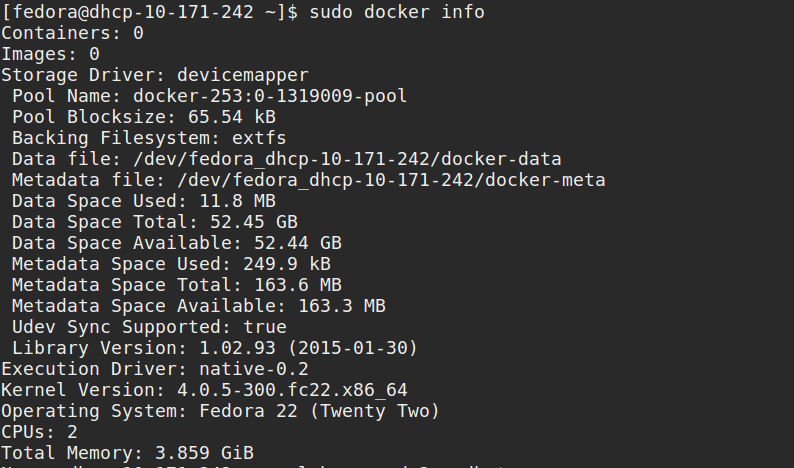 [fedora@dhcp-10-171-242 ~]$ sudo docker info
Containers: 0
Images: 0
Storage Driver: devicemapper
 Pool Name: docker-253:0-1319009-pool
 Pool Blocksize: 65.54 kB
 Backing Filesystem: extfs
 Data file: /dev/fedora_dhcp-10-171-242/docker-data
 Metadata file: /dev/fedora_dhcp-10-171-242/docker-meta
 Data Space Used: 11.8 MB
 Data Space Total: 52.45 GB
 Data Space Available: 52.44 GB
 Metadata Space Used: 249.9 kB
 Metadata Space Total: 163.6 MB
 Metadata Space Available: 163.3 MB
 Udev Sync Supported: true
 Library Version: 1.02.93 (2015-01-30)
Execution Driver: native-0.2
Kernel Version: 4.0.5-300.fc22.x86_64
Operating System: Fedora 22 (Twenty Two)
CPUs: 2
Total Memory: 3.859 GiB